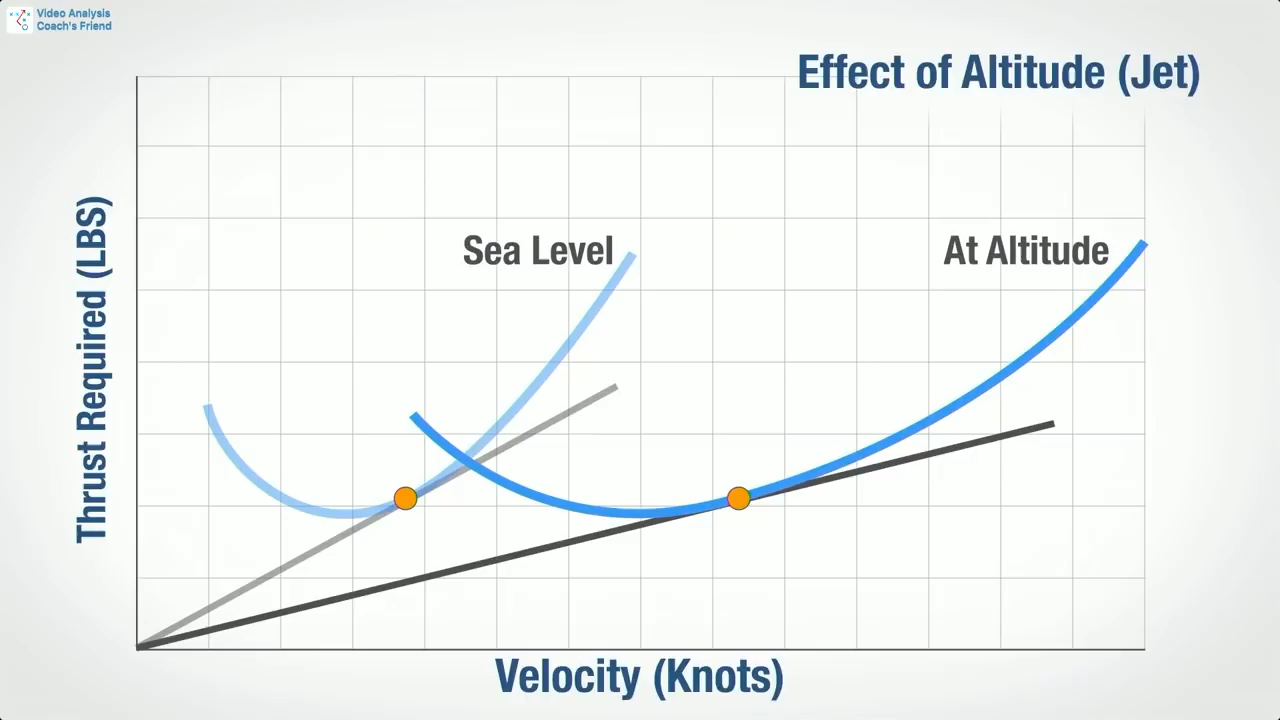 Video Analysis
Coach's Friend
Effect of Altitude (Jet)
Thrust Required (LBS)
Sea Level
At Altitude
Velocity (Knots)